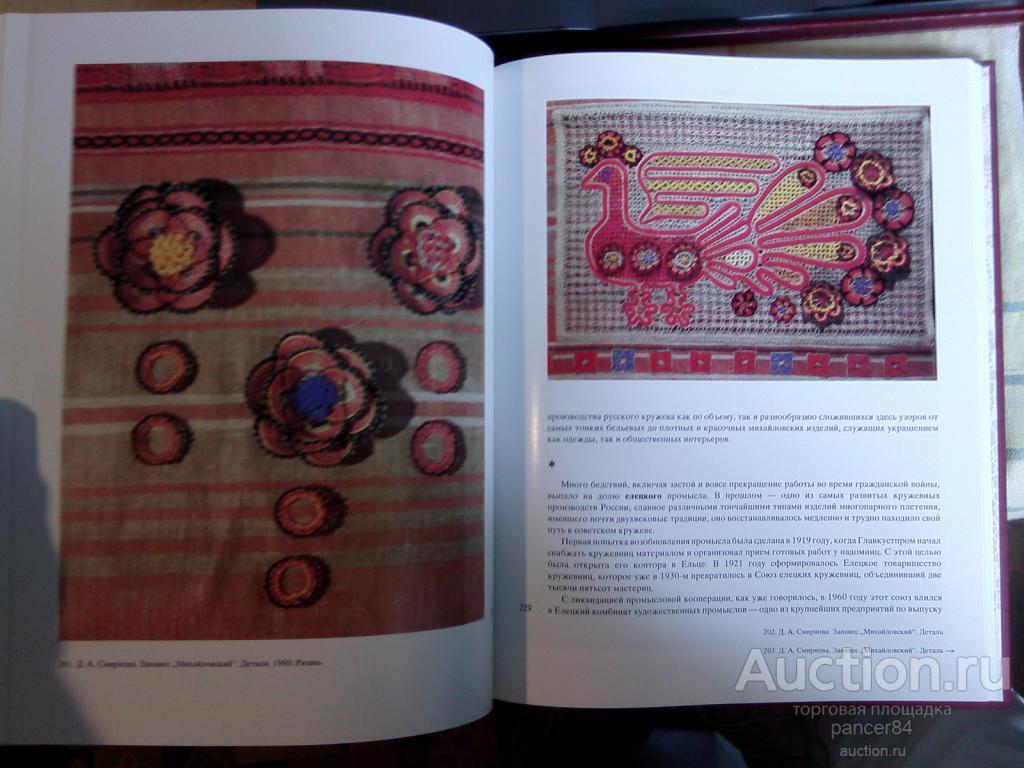 201. Д. А. Смирнова. Занавес „Михайловский“. Детали. 1980. Рязань
производства русского кружева как по объему, так и разнообразию сложившихся здесь узоров от
самых тонких бельевых до плотных и красочных михайловских изделий, служащих украшением
как одежды, так и общественных интерьеров.
*
Много бедствий, включая застой и вовсе прекращение работы во время гражданской войны,
выпало на долю елецкого промысла. В прошлом — одно из самых развитых кружевных
производств России, славное различными тончайшими типами изделий многопарного плетения,
имевшего почти двухвековые традиции, оно восстанавливалось медленно и трудно находило свой
путь в советском кружеве.
Первая попытка возобновления промысла была сделана в 1919 году, когда Главкустпром начал
снабжать кружевниц материалом и организовал прием готовых работ у надомниц. С этой целью
была открыта его контора в Ельце. В 1921 году сформировалось Елецкое товарищество
кружевниц, которое уже в 1930-м превратилось в Союз елецких кружевниц, объединивший две
тысячи пятьсот мастериц.
С ликвидацией промысловой кооперации, как уже говорилось, в 1960 году этот союз влился
в Елецкий комбинат художественных промыслов — одно из крупнейших предприятий по выпуску
229
202. Д. А. Смирнова. Занавес „Михайловский“. Деталь
203. Д. А. Смирнова. Занавес „Михайловский“. Деталь →
Auction.ru
торговая площадка
pancer84
auction.ru